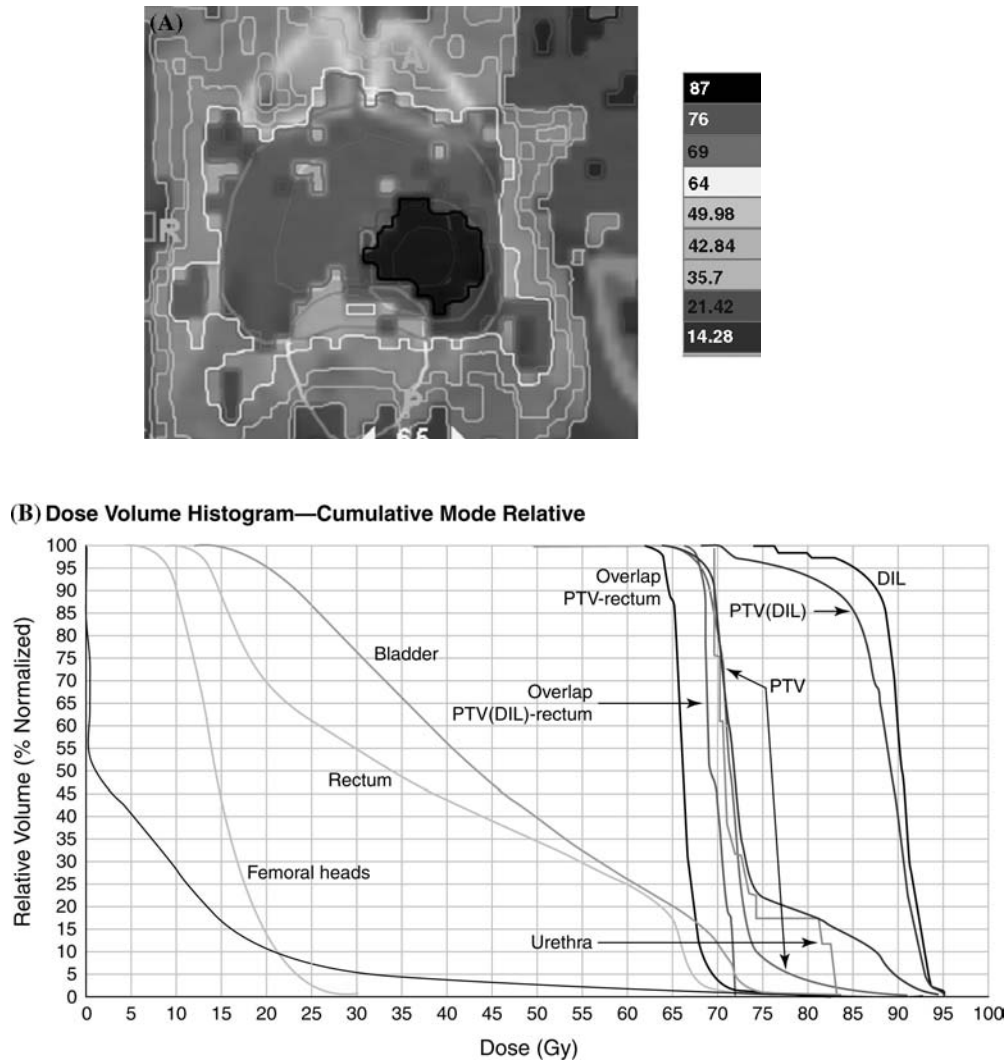 (A)
A
R
P
6.5
87
76
69
64
49.98
42.84
35.7
21.42
14.28
(B) Dose Volume Histogram—Cumulative Mode Relative
Relative Volume (% Normalized)
100
95
90
85
80
75
70
65
60
55
50
45
40
35
30
25
20
15
10
5
0
Overlap
PTV-rectum
DIL
PTV(DIL)
Bladder
PTV
Overlap
PTV(DIL)-rectum
Rectum
Femoral heads
Urethra
0 5 10 15 20 25 30 35 40 45 50 55 60 65 70 75 80 85 90 95 100
Dose (Gy)